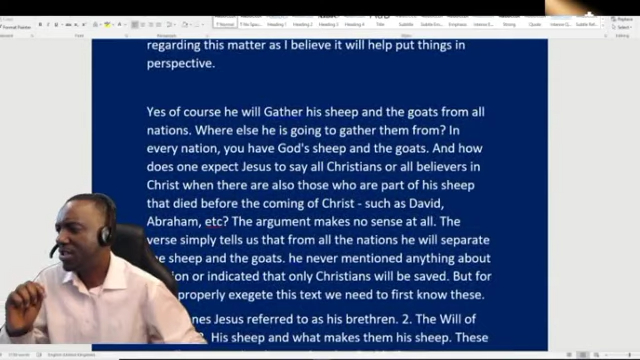 regarding this matter as I believe it will help put things in
perspective.
Yes of course he will Gather his sheep and the goats from all
nations. Where else he is going to gather them from? In
every nation, you have God's sheep and the goats. And how
does one expect Jesus to say all Christians or all believers in
Christ when there are also those who are part of his sheep
that died before the coming of Christ - such as David,
Abraham, etc? The argument makes no sense at all. The
verse simply tells us that from all the nations he will separate
the sheep and the goats. he never mentioned anything about
or indicated that only Christians will be saved. But for
properly exegete this text we need to first know these.
Jesus referred to as his brethren. 2. The Will of
His sheep and what makes them his sheep. These